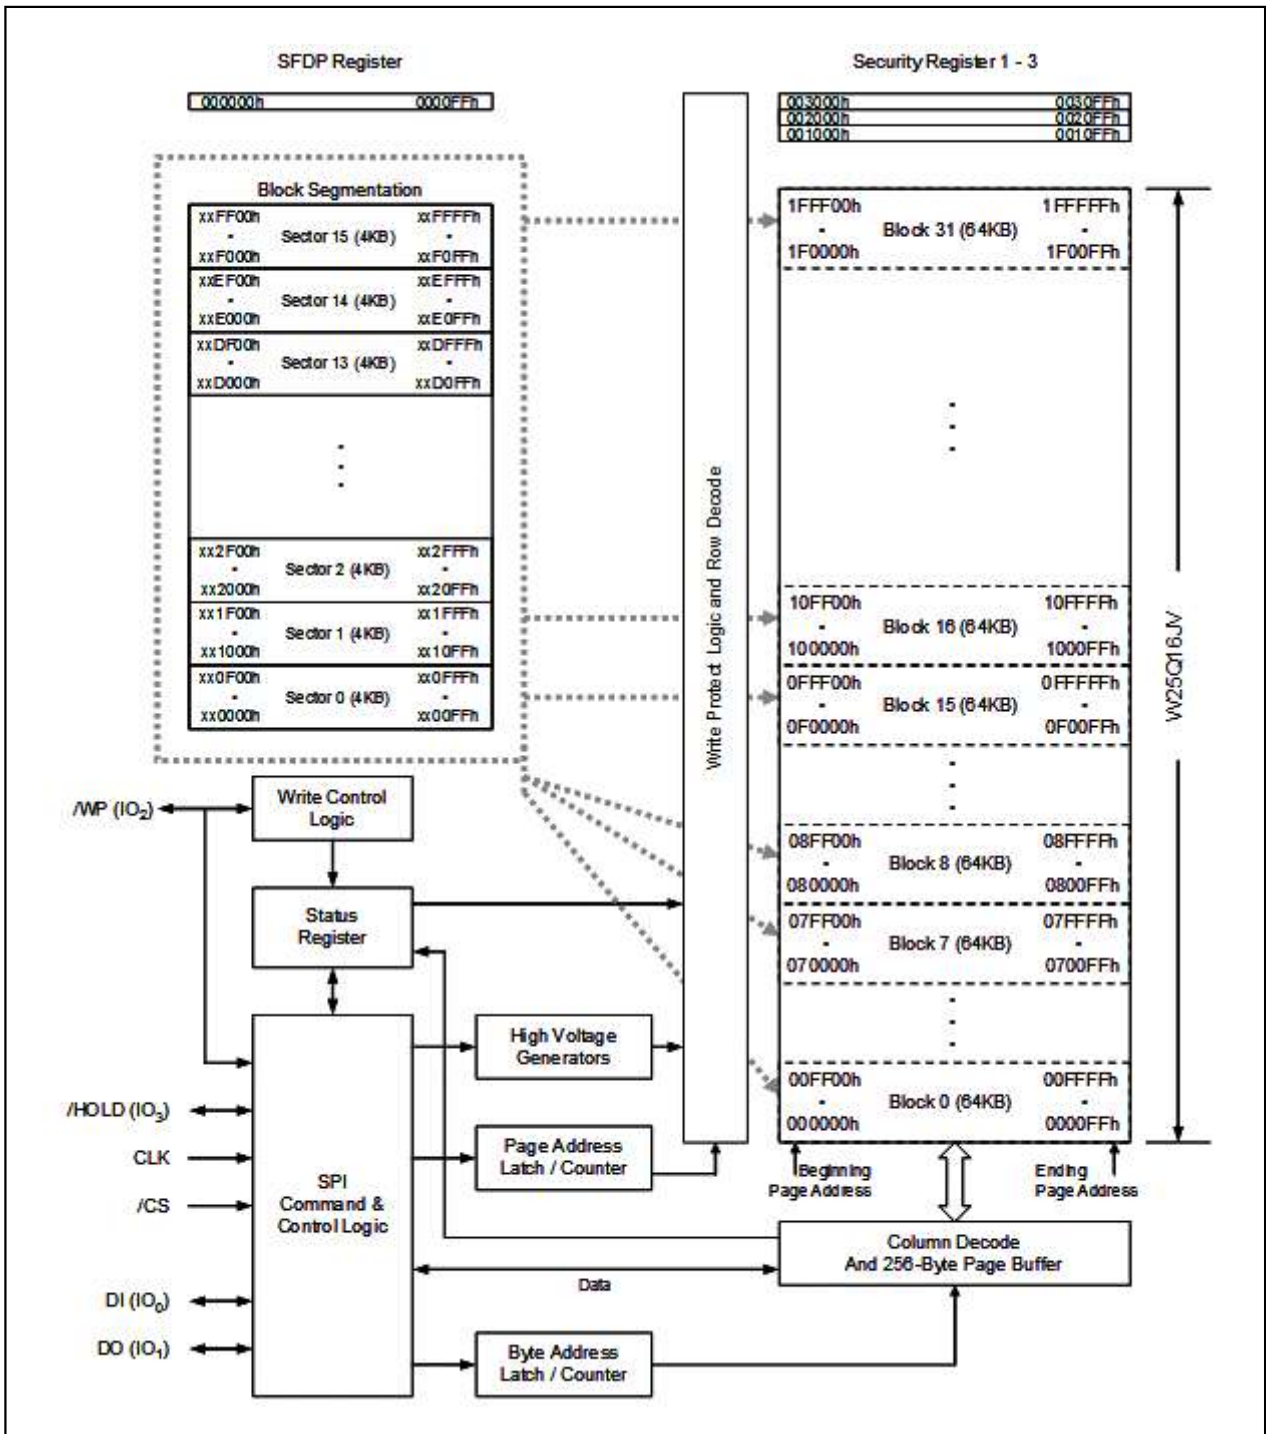 SFDP Register
000000h 0000FFh
Security Register 1 - 3
003000h 0030FFh
002000h 0020FFh
001000h 0010FFh
Block Segmentation
xxFF00h xxFFFFh
- Sector 15 (4KB) -
xxF000h xxF0FFh
xxEF00h xxEFFFh
- Sector 14 (4KB) -
xxE000h xxE0FFh
xxDF00h xxDFFFh
- Sector 13 (4KB) -
xxD000h xxD0FFh
xx2F00h xx2FFFh
- Sector 2 (4KB) -
xx2000h xx20FFh
xx1F00h xx1FFFh
- Sector 1 (4KB) -
xx1000h xx10FFh
xx0F00h xx0FFFh
- Sector 0 (4KB) -
xx0000h xx00FFh
Write Protect Logic and Row Decode
1FFF00h 1FFFFFh
- Block 31 (64KB) -
1F0000h 1F00FFh
10FF00h 10FFFFh
- Block 16 (64KB) -
100000h 1000FFh
0FFF00h 0FFFFFh
- Block 15 (64KB) -
0F0000h 0F00FFh
08FF00h 08FFFFh
- Block 8 (64KB) -
080000h 0800FFh
07FF00h 07FFFFh
- Block 7 (64KB) -
070000h 0700FFh
00FF00h 00FFFFh
- Block 0 (64KB) -
000000h 0000FFh
W25Q16JV
Beginning
Page Address
Ending
Page Address
/WP (IO2)
Write Control
Logic
Status
Register
High Voltage
Generators
/HOLD (IO3)
CLK
/CS
DI (IO0)
DO (IO1)
SPI
Command &
Control Logic
Page Address
Latch / Counter
Column Decode
And 256-Byte Page Buffer
Data
Byte Address
Latch / Counter